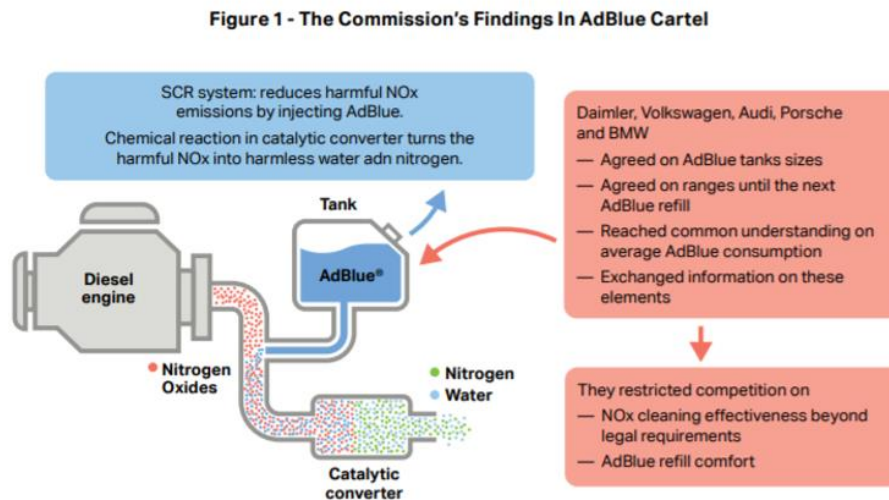 Figure 1 - The Commission's Findings In AdBlue Cartel
SCR system: reduces harmful NOx
emissions by injecting AdBlue.
Chemical reaction in catalytic converter turns the
harmful NOx into harmless water adn nitrogen.
Daimler, Volkswagen, Audi, Porsche
and BMW
— Agreed on AdBlue tanks sizes
— Agreed on ranges until the next
AdBlue refill
— Reached common understanding on
average AdBlue consumption
— Exchanged information on these
elements
Tank
AdBlue®
Diesel
engine
Nitrogen
Oxides
Nitrogen
Water
Catalytic
converter
They restricted competition on
— NOx cleaning effectiveness beyond
legal requirements
— AdBlue refill comfort